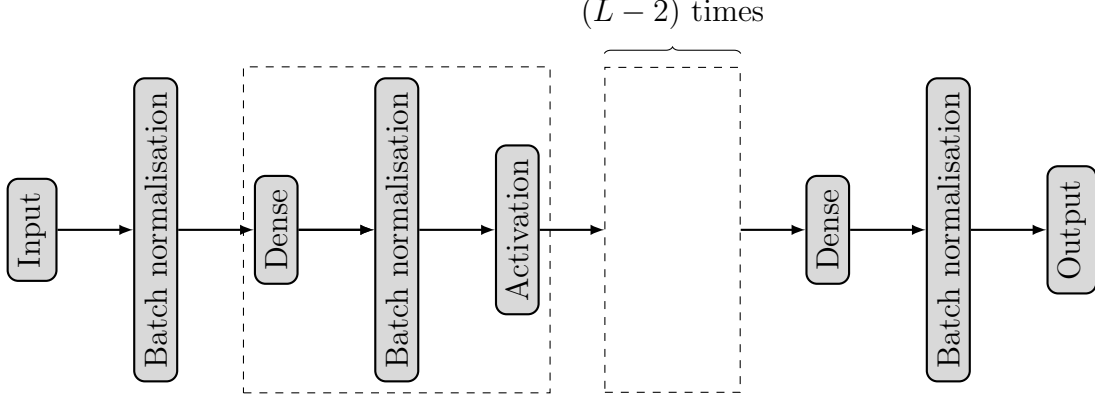 (L − 2) times
Input
Batch normalisation
Dense
Batch normalisation
Activation
Dense
Batch normalisation
Output